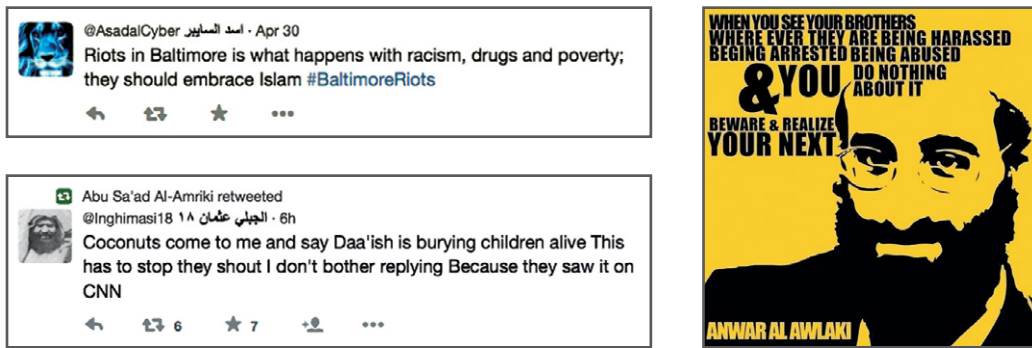 @AsadalCyber اسد السايبر · Apr 30
Riots in Baltimore is what happens with racism, drugs and poverty;
they should embrace Islam #BaltimoreRiots
Abu Sa'ad Al-Amriki retweeted
@Inghimasi18 الجبلي عثمان ١٨ · 6h
Coconuts come to me and say Daa'ish is burying children alive This
has to stop they shout I don't bother replying Because they saw it on
CNN
6 7
WHEN YOU SEE YOUR BROTHERS
WHERE EVER THEY ARE BEING HARASSED
BEGING ARRESTED BEING ABUSED
& YOU DO NOTHING
ABOUT IT
BEWARE & REALIZE
YOUR NEXT
ANWAR AL AWLAKI